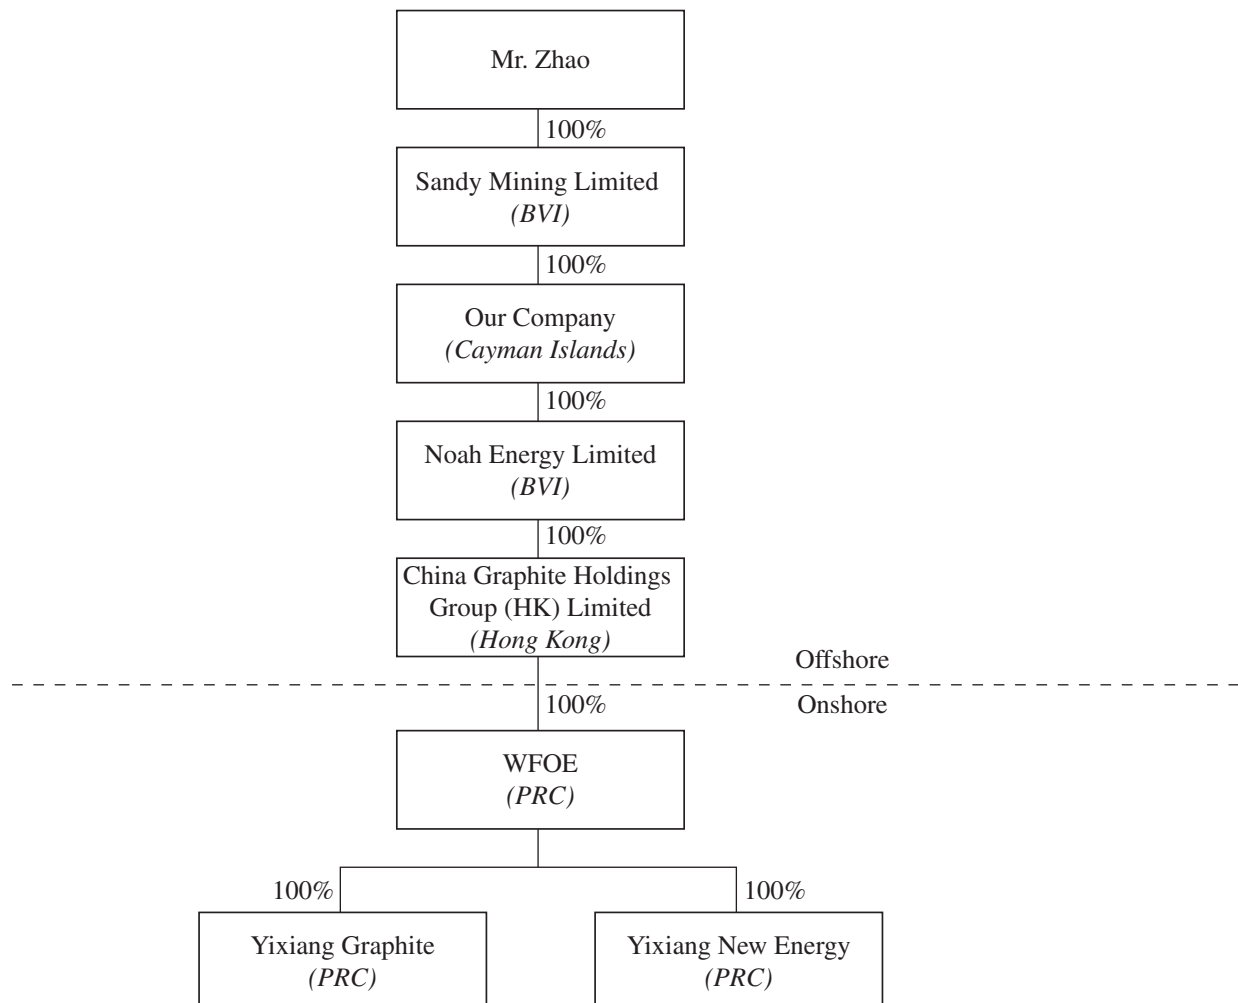 Mr. Zhao
100%
Sandy Mining Limited
(BVI)
100%
Our Company
(Cayman Islands)
100%
Noah Energy Limited
(BVI)
100%
China Graphite Holdings
Group (HK) Limited
(Hong Kong)
Offshore
100%
Onshore
WFOE
(PRC)
100%
100%
Yixiang Graphite
(PRC)
Yixiang New Energy
(PRC)